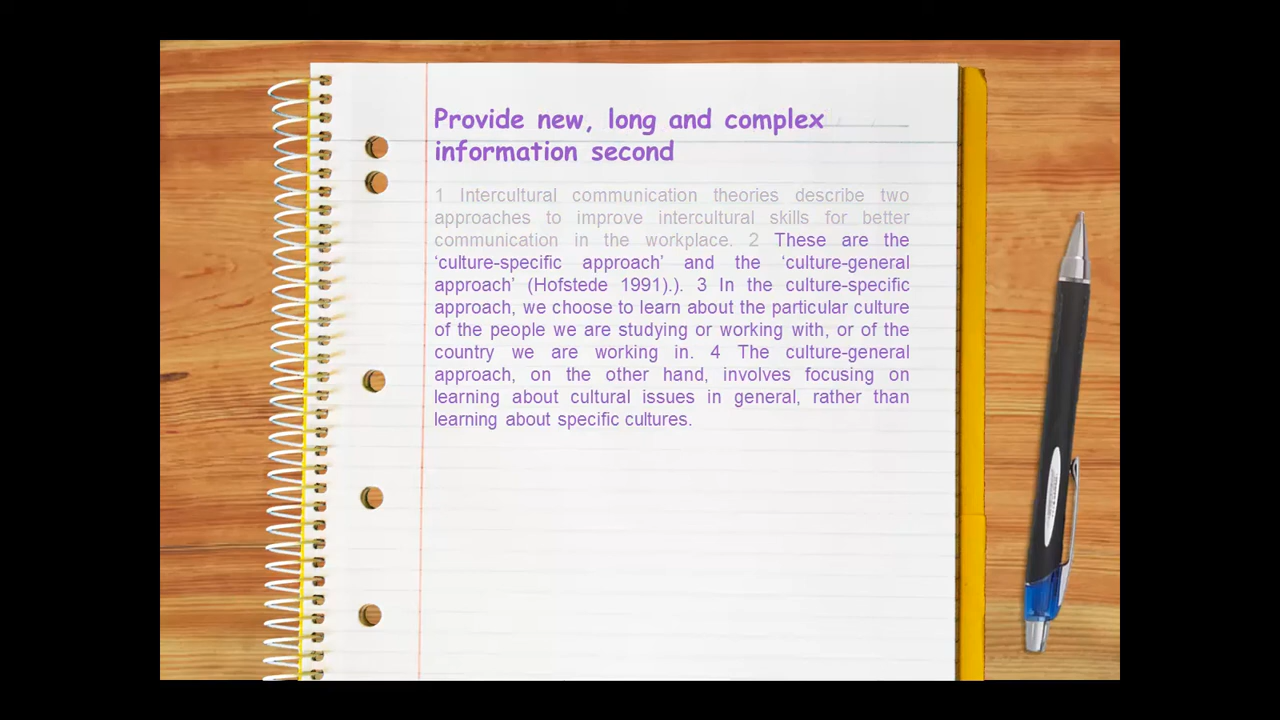 Provide new, long and complex
information second
1 Intercultural communication theories describe two
approaches to improve intercultural skills for better
communication in the workplace. 2 These are the
‘culture-specific approach’ and the ‘culture-general
approach’ (Hofstede 1991).). 3 In the culture-specific
approach, we choose to learn about the particular culture
of the people we are studying or working with, or of the
country we are working in. 4 The culture-general
approach, on the other hand, involves focusing on
learning about cultural issues in general, rather than
learning about specific cultures.